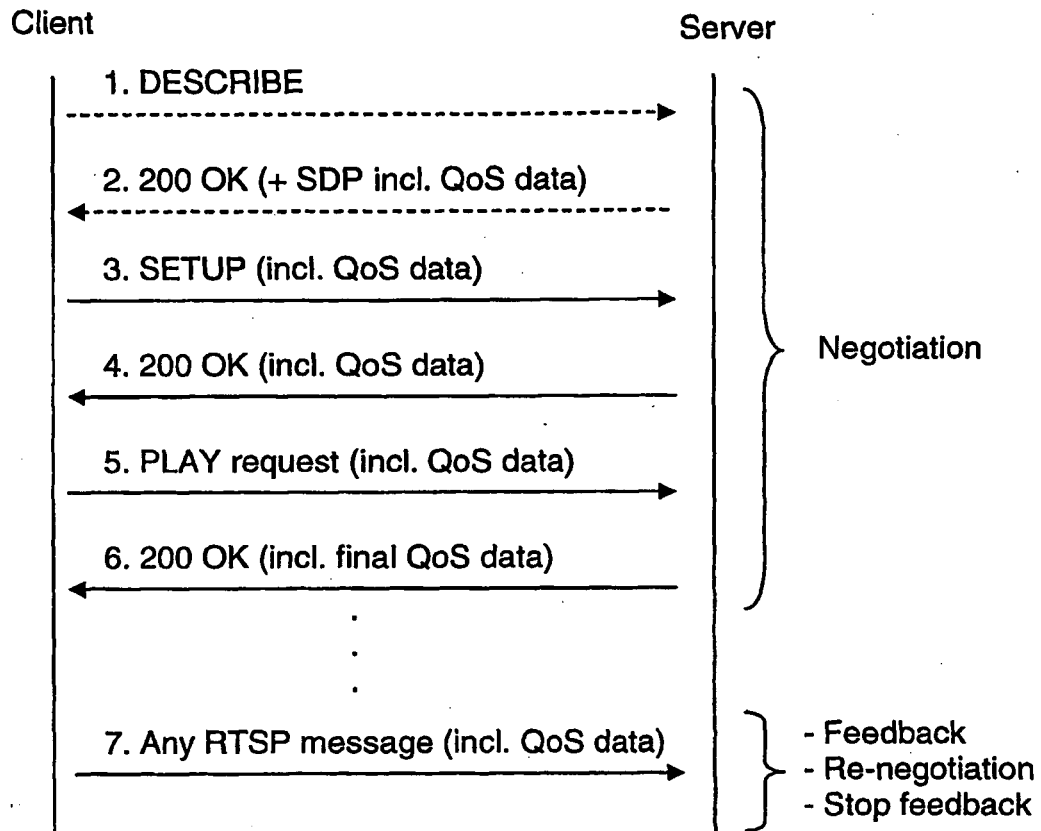 Client
Server
1. DESCRIBE
2. 200 OK (+ SDP incl. QoS data)
3. SETUP (incl. QoS data)
4. 200 OK (incl. QoS data)
Negotiation
5. PLAY request (incl. QoS data)
6. 200 OK (incl. final QoS data)
7. Any RTSP message (incl. QoS data)
- Feedback
- Re-negotiation
- Stop feedback